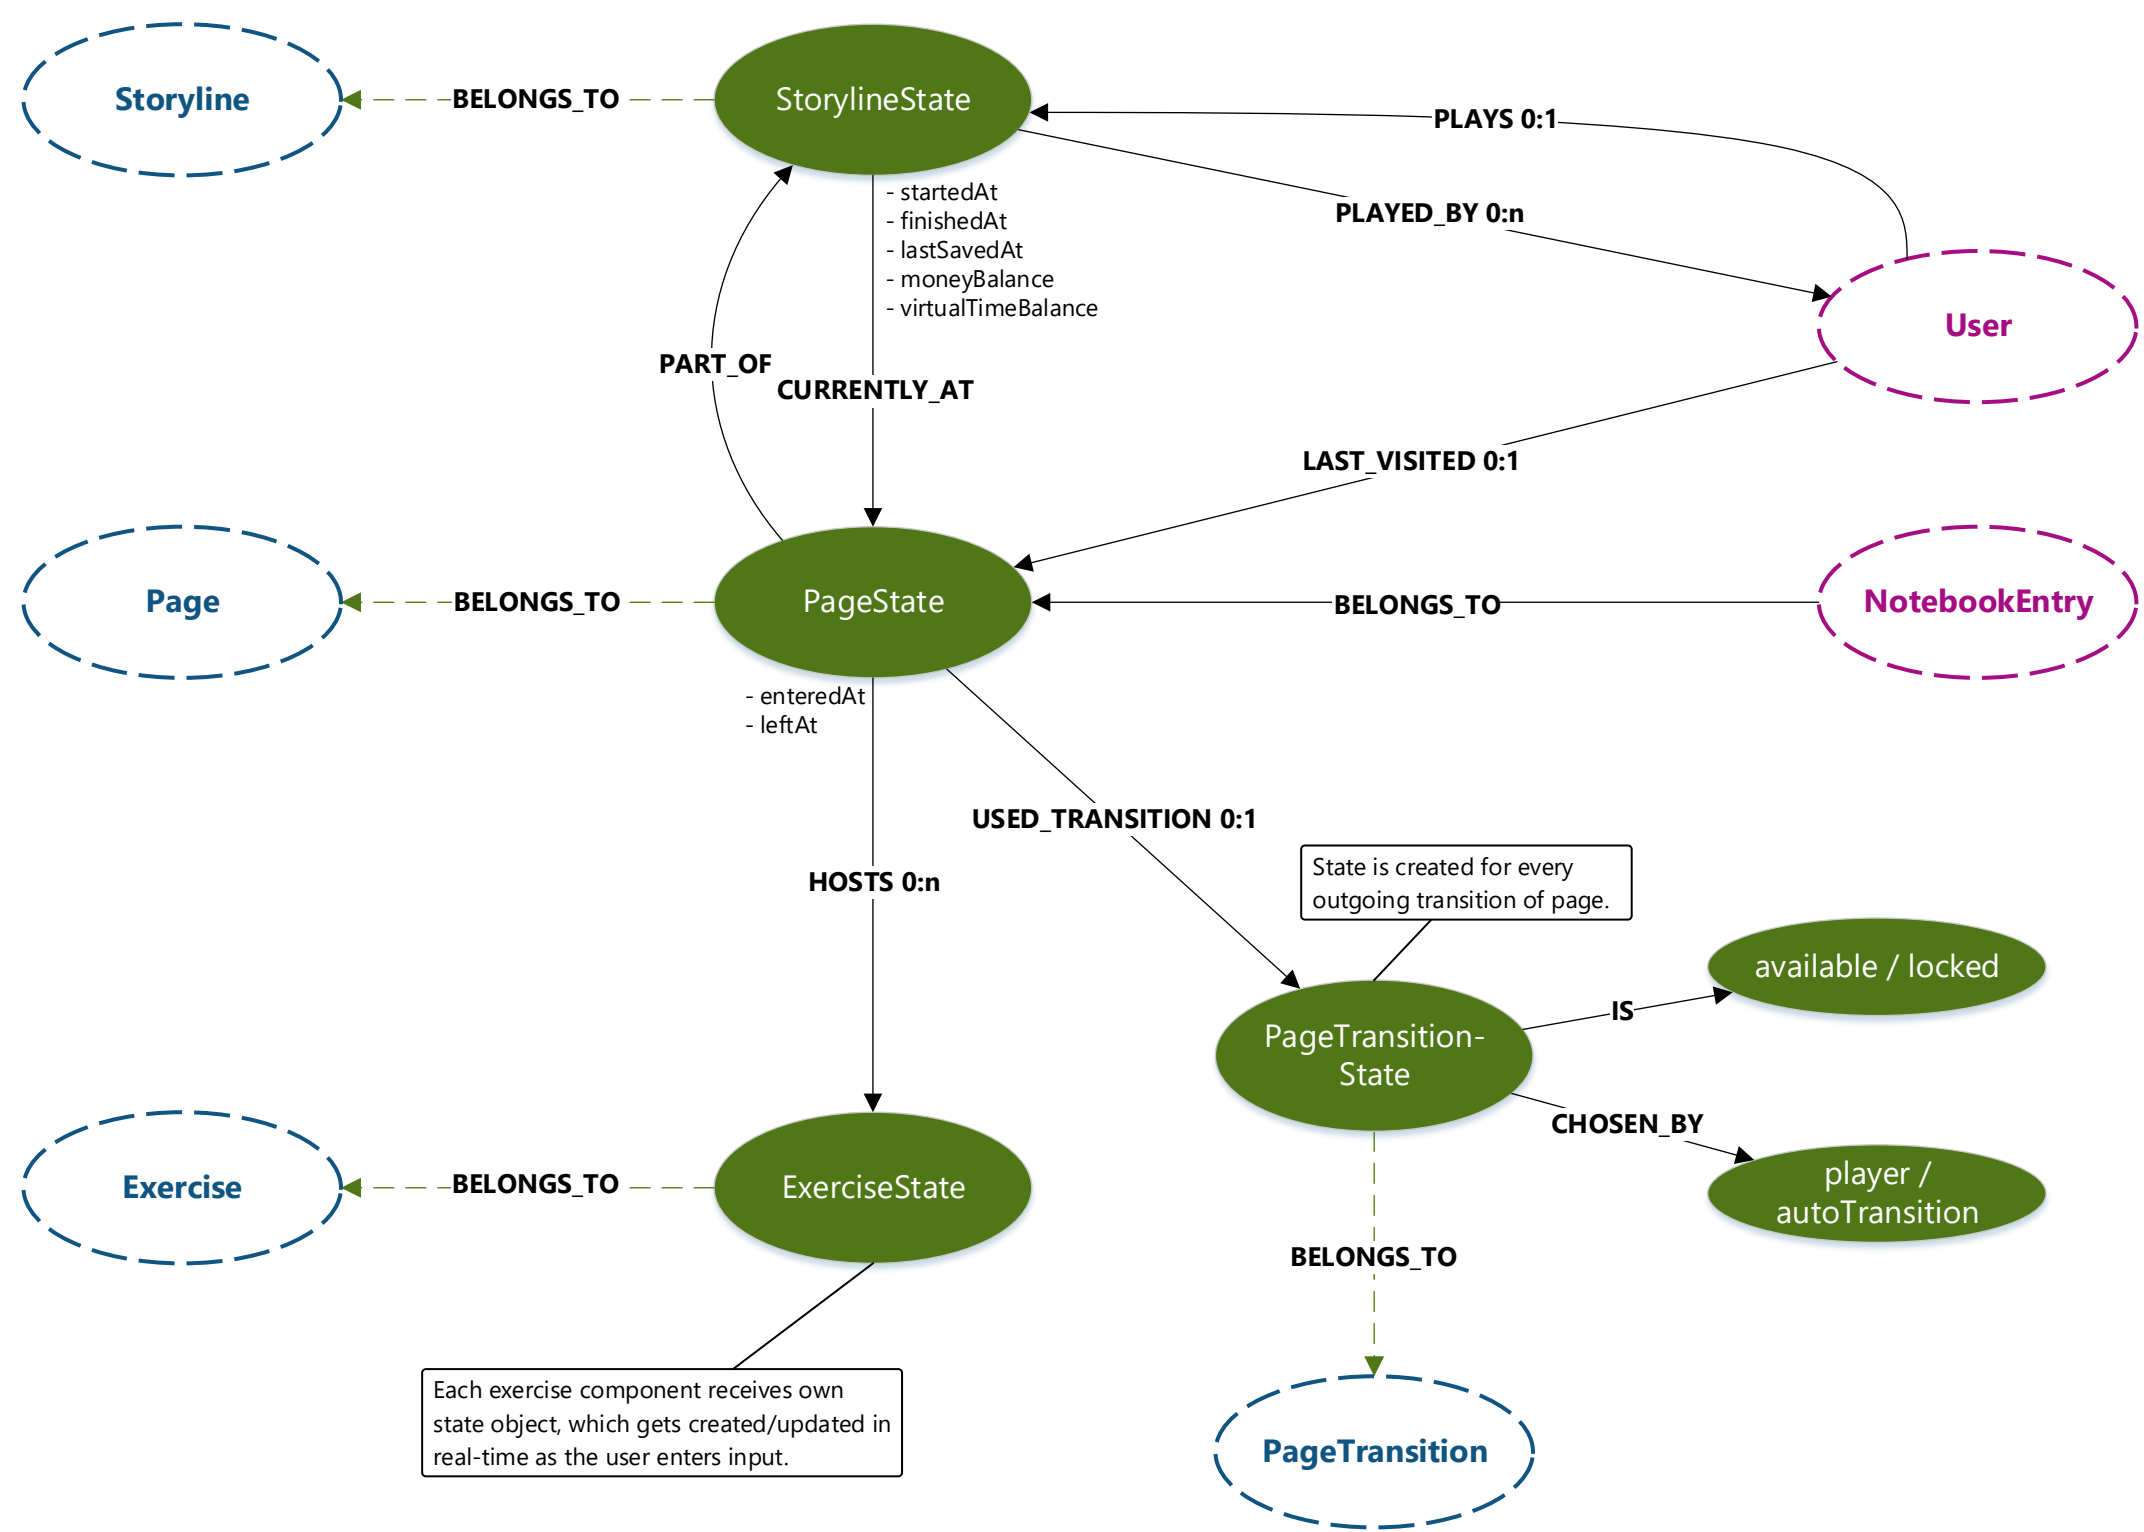 Storyline
BELONGS_TO
StorylineState
PLAYS 0:1
- startedAt
- finishedAt
- lastSavedAt
- moneyBalance
- virtualTimeBalance
PLAYED_BY 0:n
User
PART_OF
CURRENTLY_AT
LAST_VISITED 0:1
Page
BELONGS_TO
PageState
BELONGS_TO
NotebookEntry
- enteredAt
- leftAt
USED_TRANSITION 0:1
HOSTS 0:n
State is created for every
outgoing transition of page.
available / locked
IS
PageTransition-
State
CHOSEN_BY
player /
autoTransition
Exercise
BELONGS_TO
ExerciseState
BELONGS_TO
Each exercise component receives own
state object, which gets created/updated in
real-time as the user enters input.
PageTransition